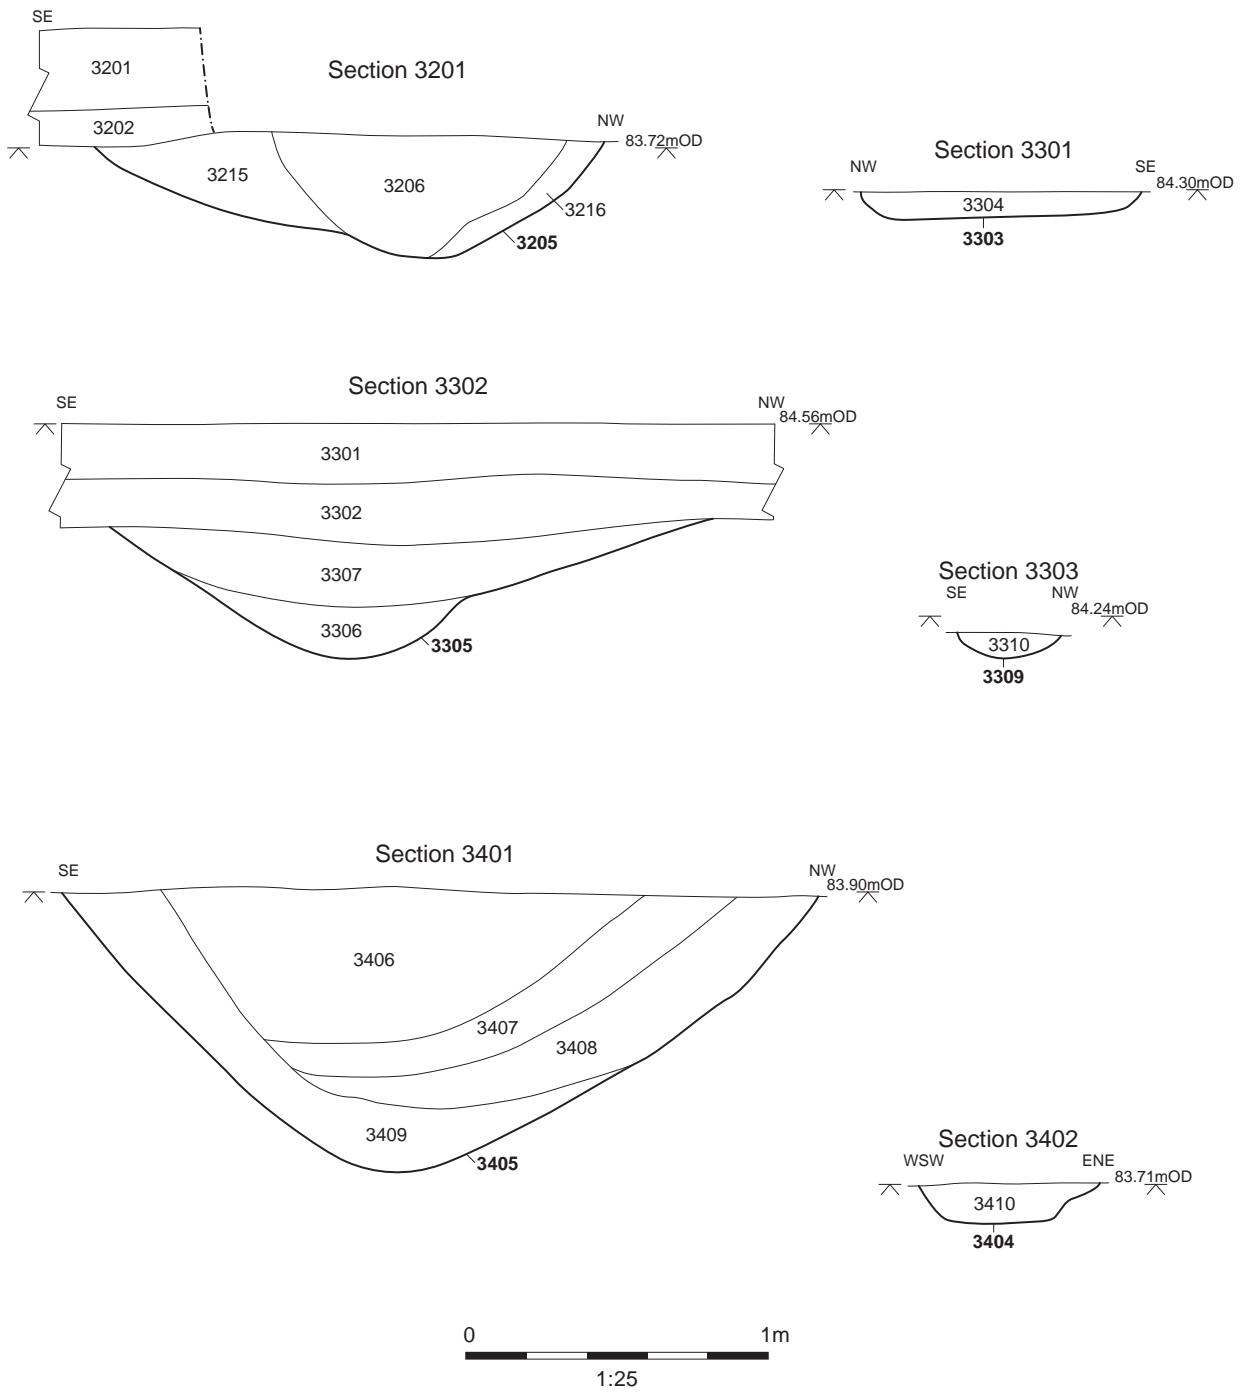 SE
3201
Section 3201
3202
NW
83.72mOD
3215
3206
3216
3205
Section 3301
NW
SE
84.30mOD
3304
3303
Section 3302
SE
NW
84.56mOD
3301
3302
3307
3306
3305
Section 3303
SE
NW
84.24mOD
3310
3309
Section 3401
SE
NW
83.90mOD
3406
3407
3408
3409
3405
Section 3402
WSW
ENE
83.71mOD
3410
3404
0
1m
1:25